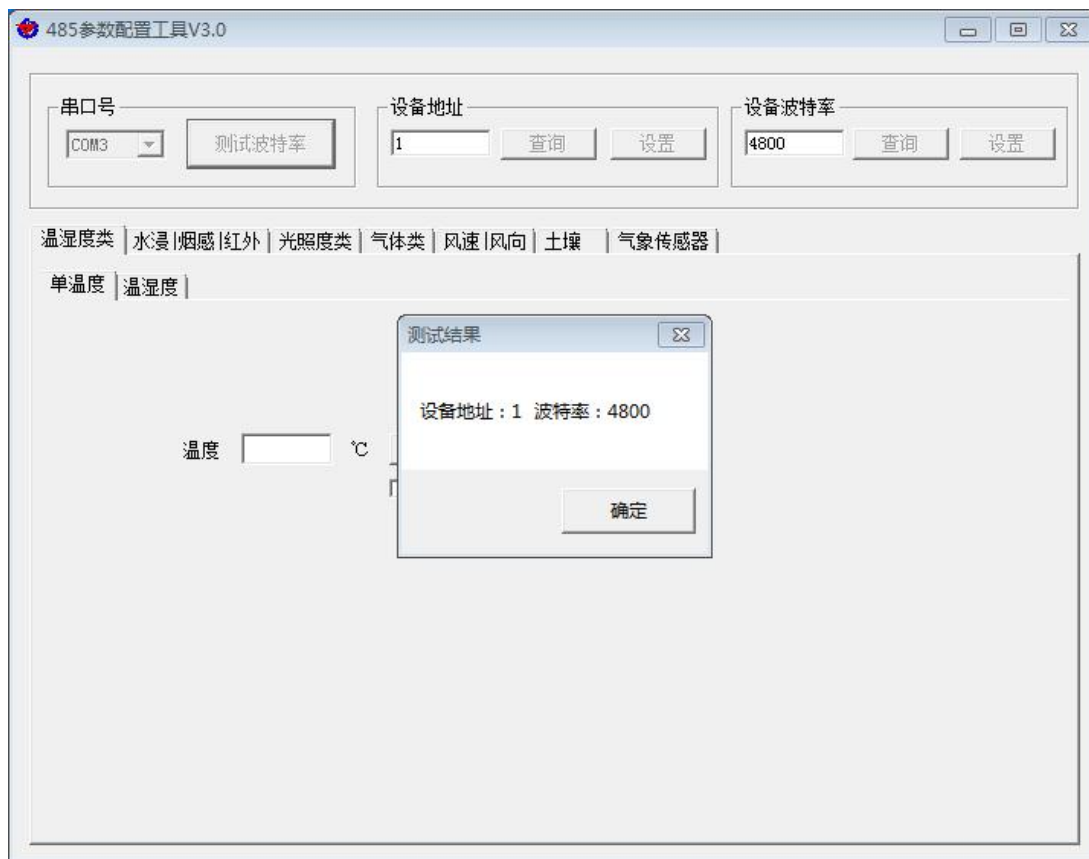 485参数配置工具V3.0
串口号
COM3
测试波特率
设备地址
1
查询
设置
设备波特率
4800
查询
设置
温湿度类
水浸|烟感|红外
光照度类
气体类
风速|风向
土壤
气象传感器
单温度
温湿度
测试结果
设备地址：1 波特率：4800
温度
℃
确定